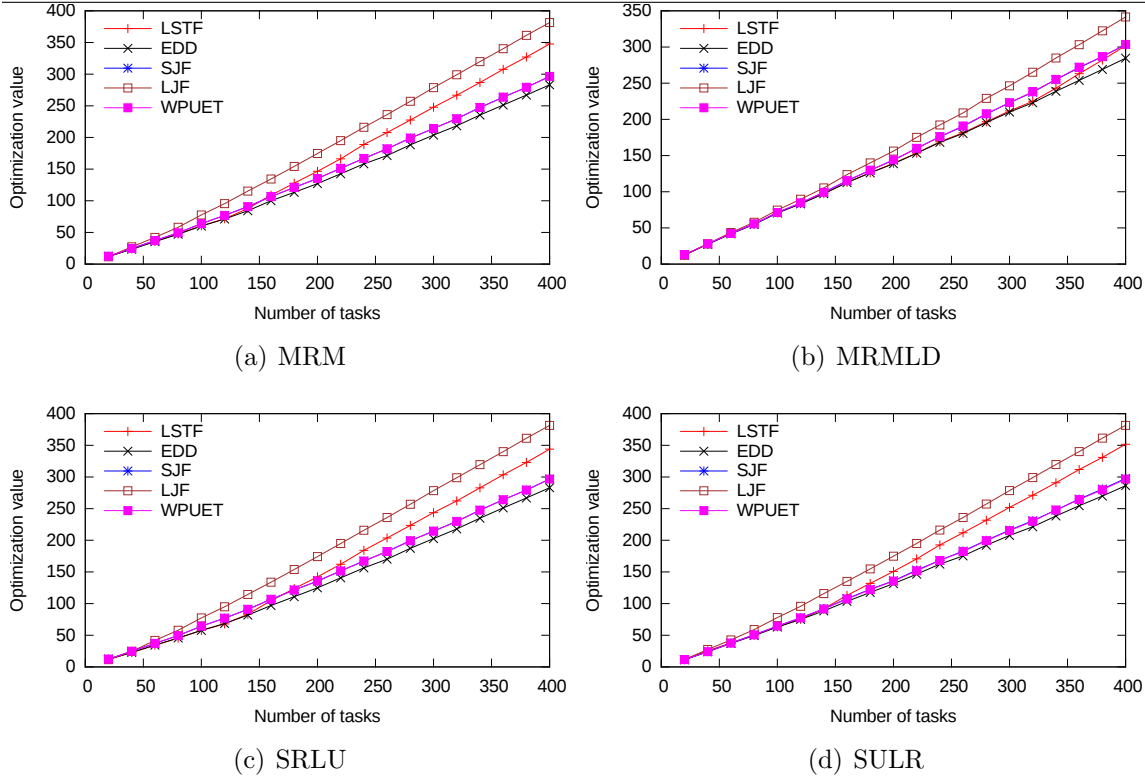 400
350
300
250
200
150
100
50
0
Optimization value
LSTF
EDD
SJF
LJF
WPUET
0 50 100 150 200 250 300 350 400
Number of tasks
(a) MRM
350
300
250
200
150
100
50
0
Optimization value
LSTF
EDD
SJF
LJF
WPUET
0 50 100 150 200 250 300 350 400
Number of tasks
(b) MRMLD
400
350
300
250
200
150
100
50
0
Optimization value
LSTF
EDD
SJF
LJF
WPUET
0 50 100 150 200 250 300 350 400
Number of tasks
(c) SRLU
400
350
300
250
200
150
100
50
0
Optimization value
LSTF
EDD
SJF
LJF
WPUET
0 50 100 150 200 250 300 350 400
Number of tasks
(d) SULR